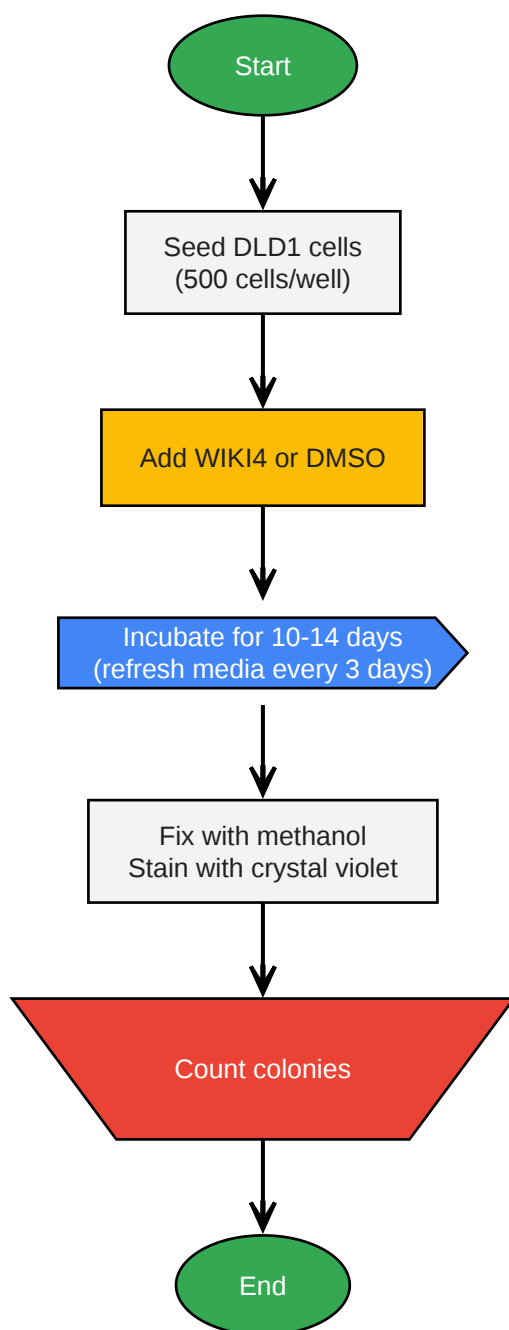 Start
Seed DLD1 cells
(500 cells/well)
Add WIKI4 or DMSO
Incubate for 10-14 days
(refresh media every 3 days)
Fix with methanol
Stain with crystal violet
Count colonies
End